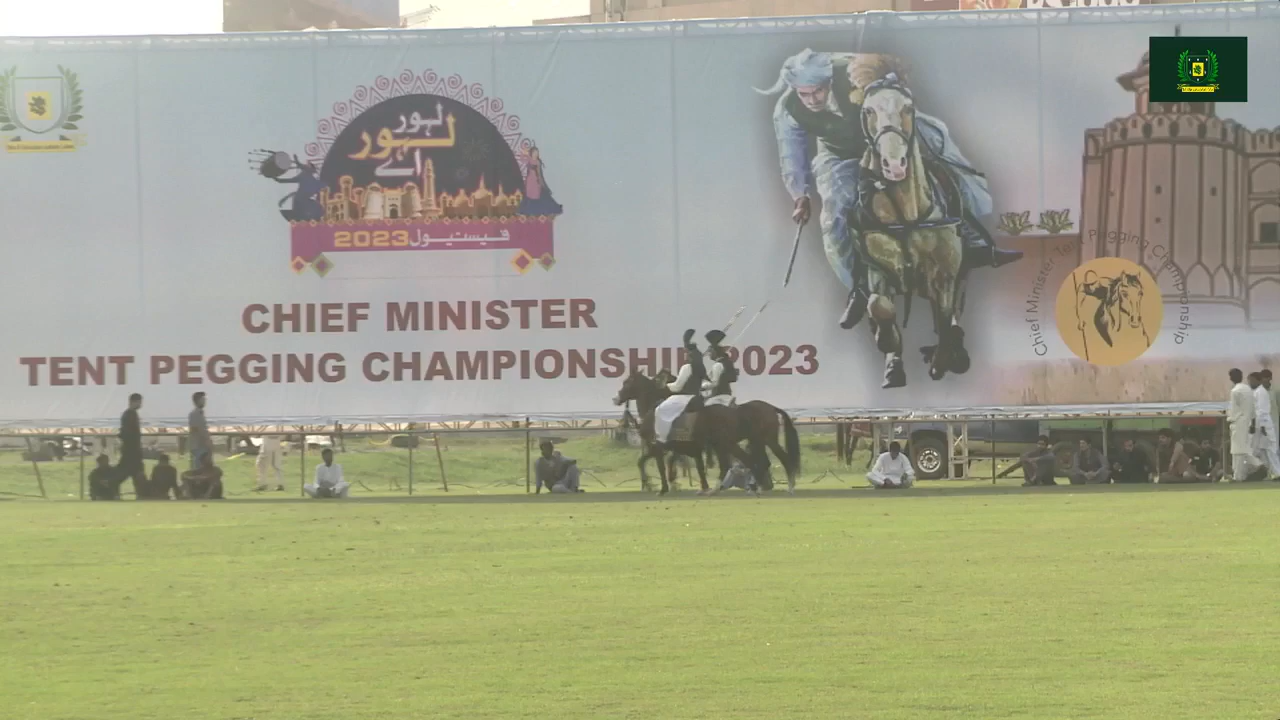 لہور
لہور
اے
فیسٹیول 2023
CHIEF MINISTER
TENT PEGGING CHAMPIONSHIP 2023
Chief Minister Tent Pegging Championship